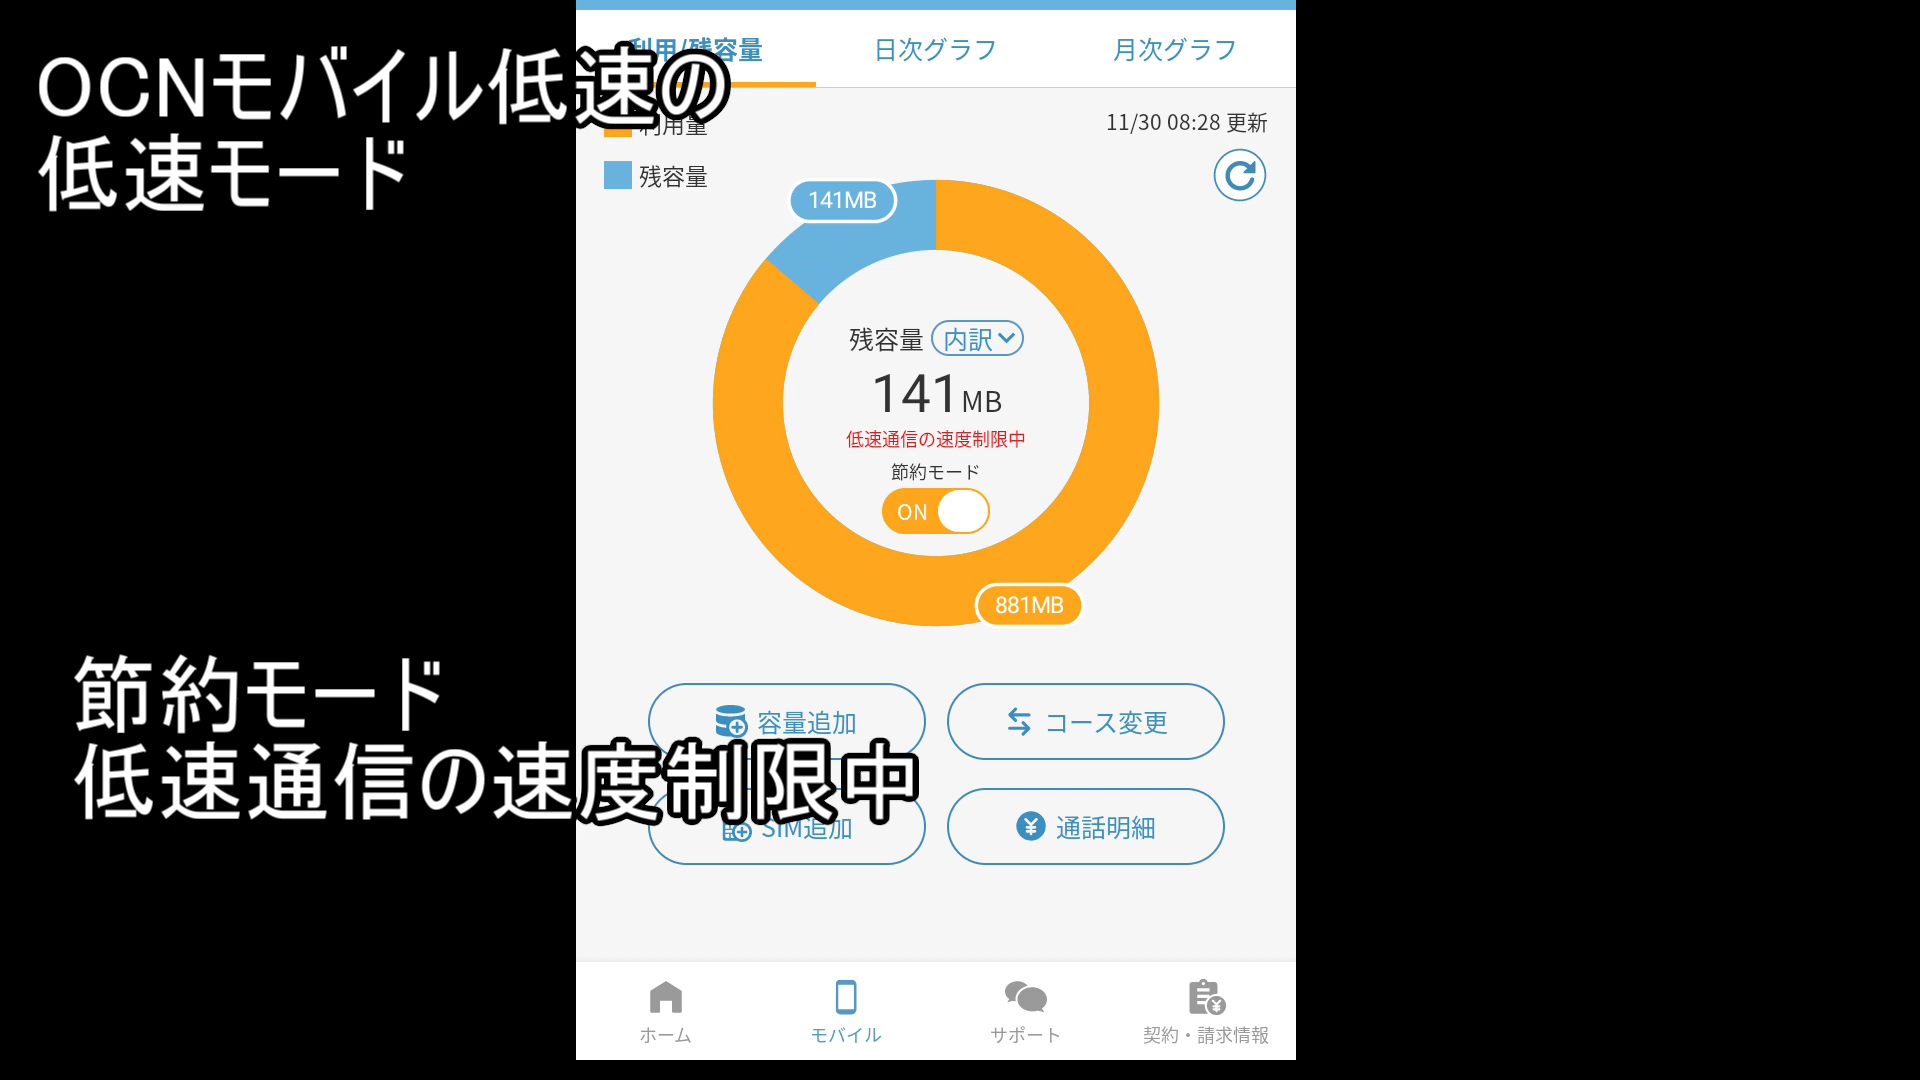 OCNモバイル低速の
低速モード
利用/残容量
日次グラフ
月次グラフ
利用量
11/30 08:28 更新
残容量
141MB
残容量 内訳
141MB
低速通信の速度制限中
節約モード
ON
881MB
節約モード
低速通信の速度制限中
容量追加
コース変更
SIM追加
通話明細
ホーム
モバイル
サポート
契約・請求情報